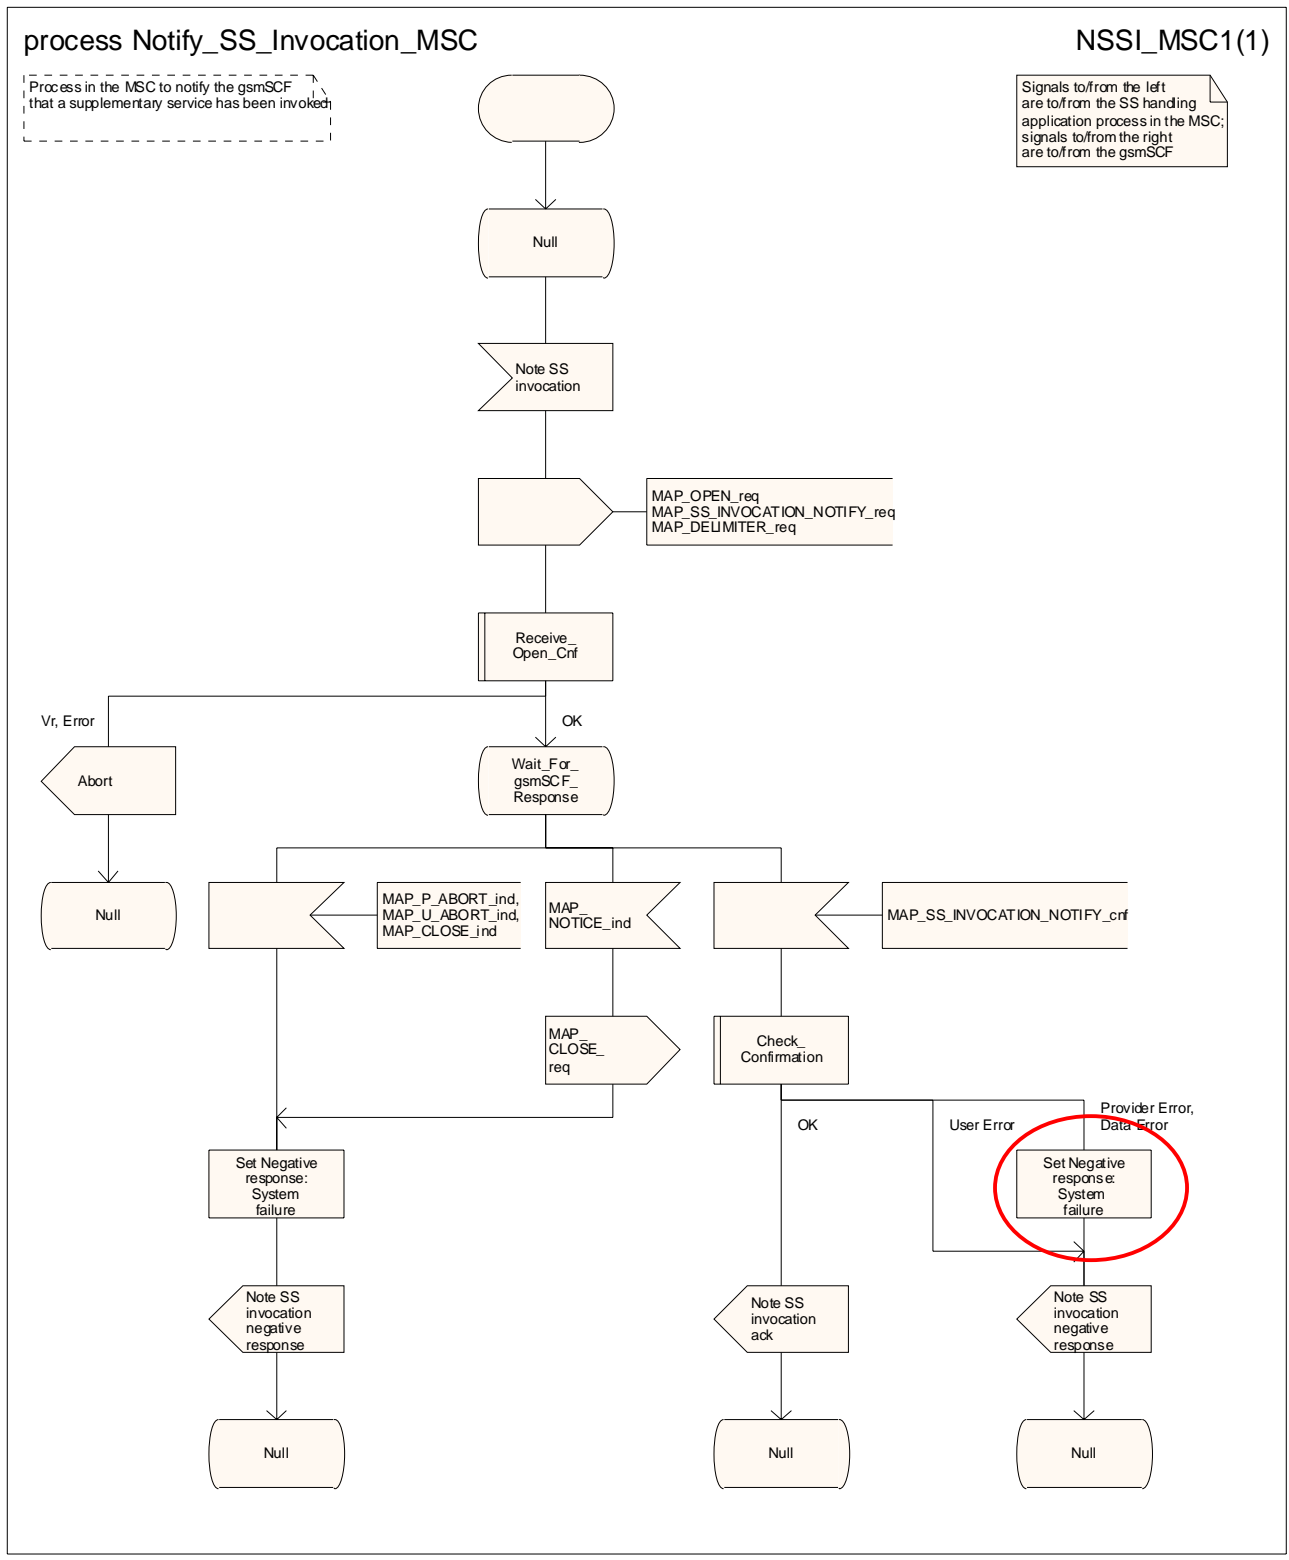 process Notify_SS_Invocation_MSC
NSSI_MSC1(1)
Process in the MSC to notify the gsmSCF
that a supplementary service has been invoked
Signals to/from the left
are to/from the SS handling
application process in the MSC;
signals to/from the right
are to/from the gsmSCF
Null
Note SS
invocation
MAP_OPEN_req
MAP_SS_INVOCATION_NOTIFY_req
MAP_DELIMITER_req
Receive_
Open_Cnf
Vr, Error
OK
Abort
Wait_For_
gsmSCF_
Response
Null
MAP_P_ABORT_ind,
MAP_U_ABORT_ind,
MAP_CLOSE_ind
MAP_
NOTICE_ind
MAP_SS_INVOCATION_NOTIFY_cnf
MAP_
CLOSE_
req
Check_
Confirmation
OK
User Error
Provider Error,
Data Error
Set Negative
response:
System
failure
Set Negative
response:
System
failure
Note SS
invocation
negative
response
Note SS
invocation
ack
Note SS
invocation
negative
response
Null
Null
Null